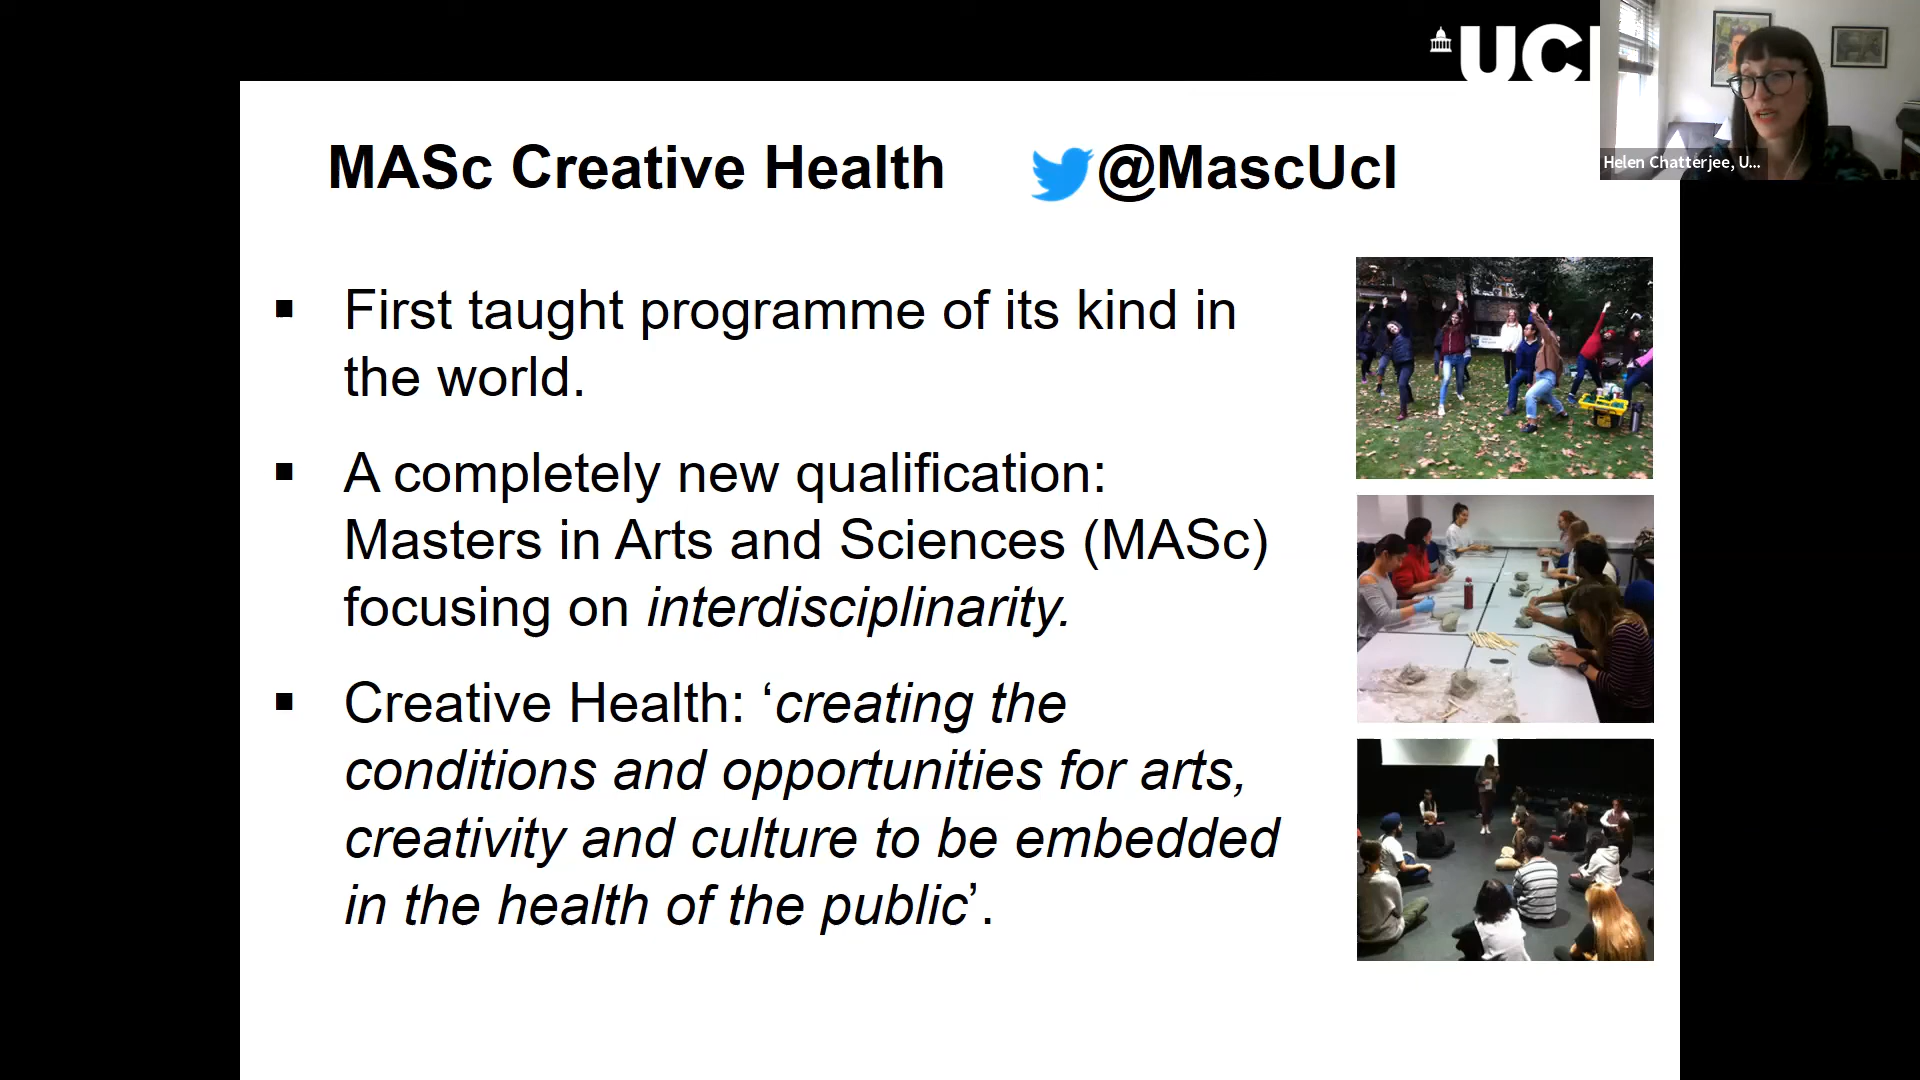 UCL
MASc Creative Health @MascUcl
Helen Chatterjee, U...
▪ First taught programme of its kind in
the world.
▪ A completely new qualification:
Masters in Arts and Sciences (MASc)
focusing on interdisciplinarity.
▪ Creative Health: ‘creating the
conditions and opportunities for arts,
creativity and culture to be embedded
in the health of the public’.